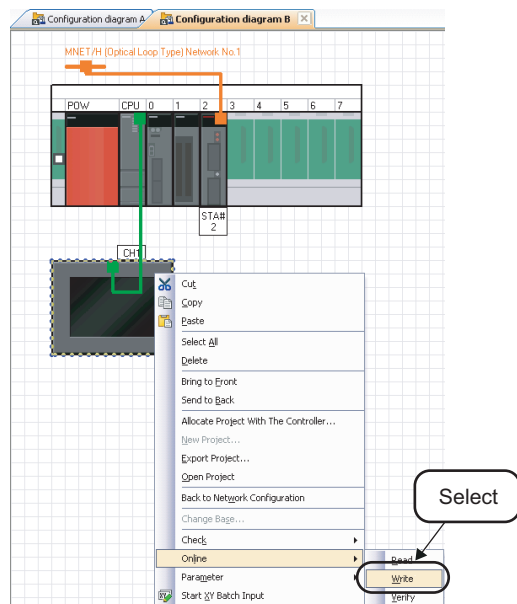 Configuration diagram A
Configuration diagram B
MNET/H (Optical Loop Type) Network No.1
POW CPU 0 1 2 3 4 5 6 7
STA#
2
CH1
Cut
Copy
Paste
Select All
Delete
Bring to Front
Send to Back
Allocate Project With The Controller...
New Project...
Export Project...
Open Project
Back to Network Configuration
Change Base...
Check
Online
Parameter
Start XY Batch Input
Select
Read
Write
Verify